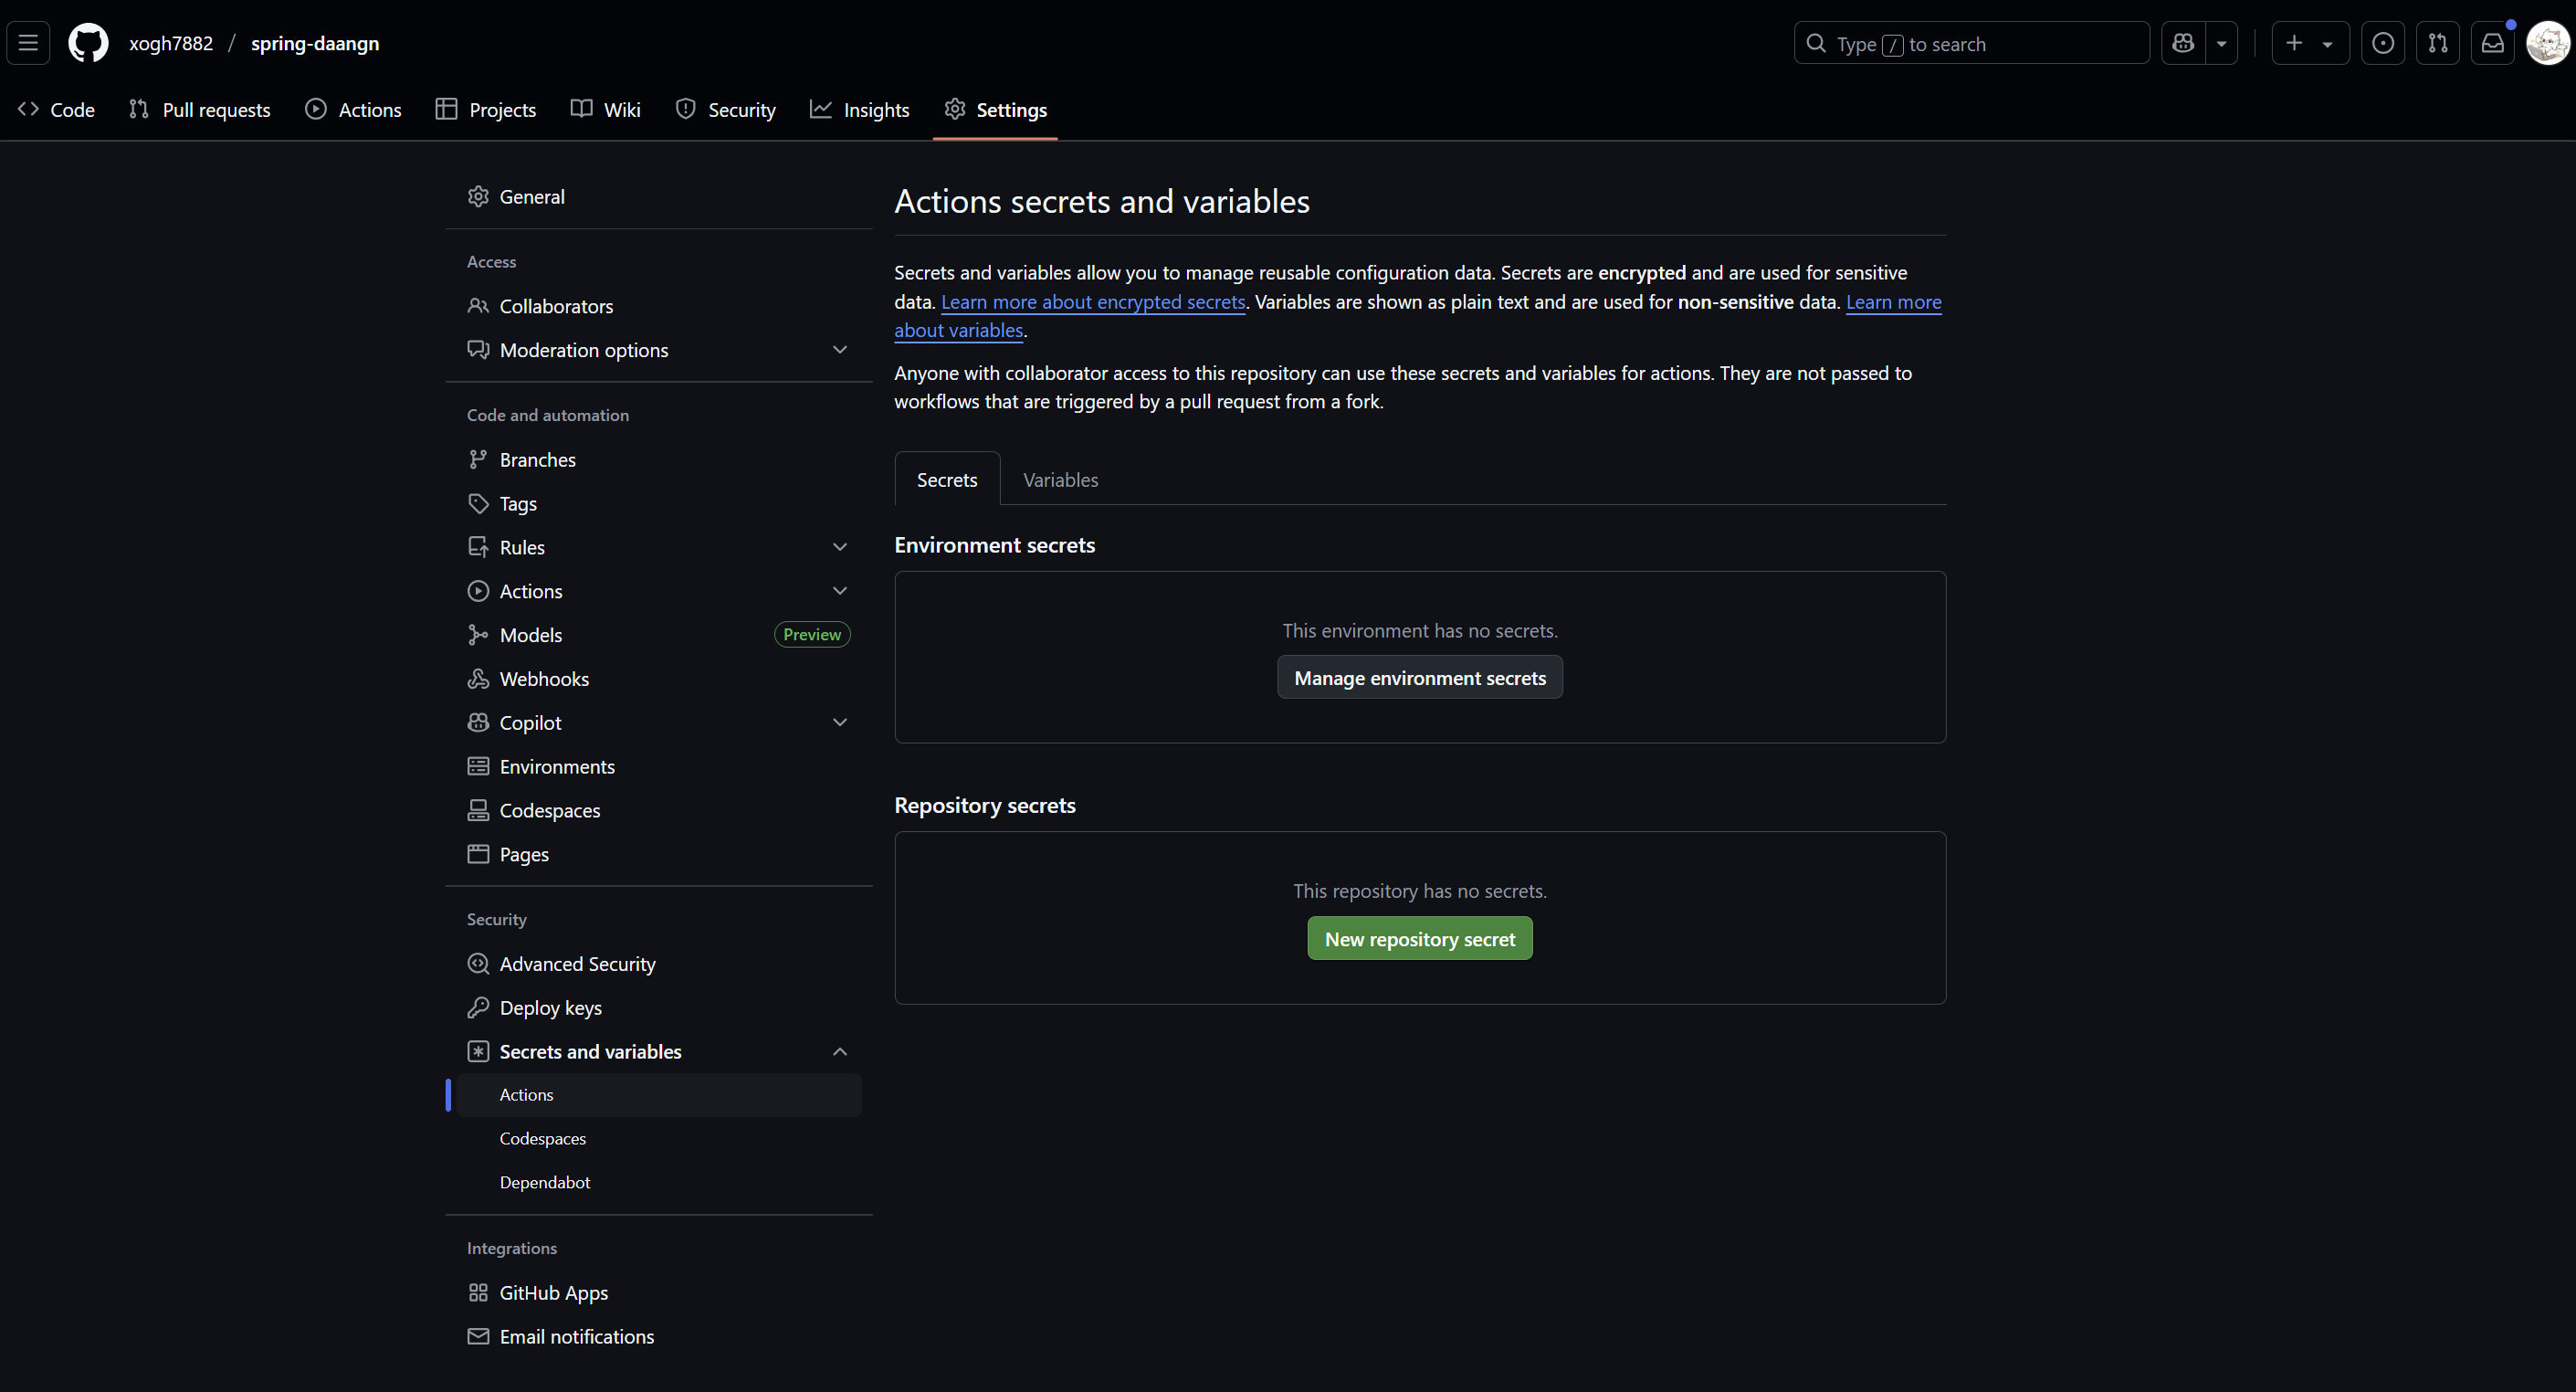 xogh7882 / spring-daangn
Type / to search
Code
Pull requests
Actions
Projects
Wiki
Security
Insights
Settings
General
Access
Collaborators
Moderation options
Code and automation
Branches
Tags
Rules
Actions
Models
Preview
Webhooks
Copilot
Environments
Codespaces
Pages
Security
Advanced Security
Deploy keys
Secrets and variables
Actions
Codespaces
Dependabot
Integrations
GitHub Apps
Email notifications
Actions secrets and variables
Secrets and variables allow you to manage reusable configuration data. Secrets are encrypted and are used for sensitive
data. Learn more about encrypted secrets. Variables are shown as plain text and are used for non-sensitive data. Learn more
about variables.
Anyone with collaborator access to this repository can use these secrets and variables for actions. They are not passed to
workflows that are triggered by a pull request from a fork.
Secrets
Variables
Environment secrets
This environment has no secrets.
Manage environment secrets
Repository secrets
This repository has no secrets.
New repository secret